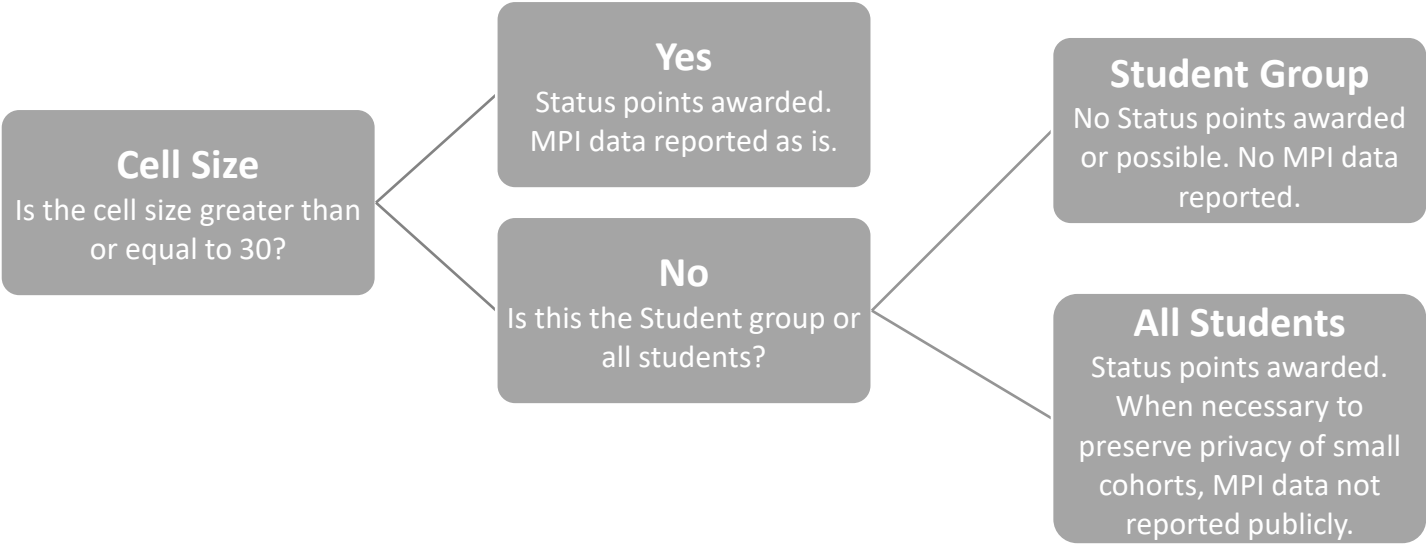 Cell Size
Is the cell size greater than
or equal to 30?
Yes
Status points awarded.
MPI data reported as is.
No
Is this the Student group or
all students?
Student Group
No Status points awarded
or possible. No MPI data
reported.
All Students
Status points awarded.
When necessary to
preserve privacy of small
cohorts, MPI data not
reported publicly.